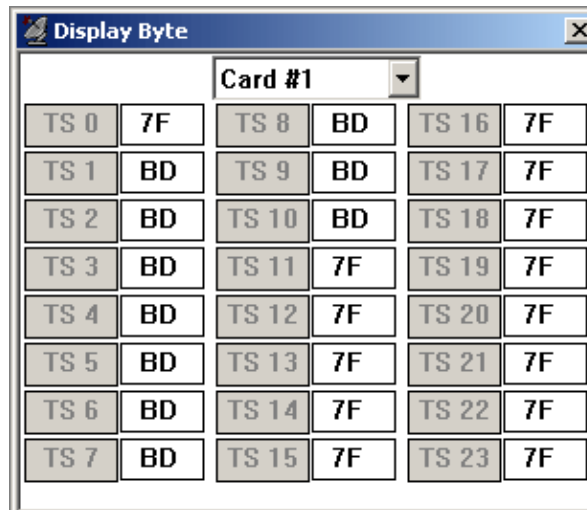 Display Byte
Card #1
TS 0 7F TS 8 BD TS 16 7F
TS 1 BD TS 9 BD TS 17 7F
TS 2 BD TS 10 BD TS 18 7F
TS 3 BD TS 11 7F TS 19 7F
TS 4 BD TS 12 7F TS 20 7F
TS 5 BD TS 13 7F TS 21 7F
TS 6 BD TS 14 7F TS 22 7F
TS 7 BD TS 15 7F TS 23 7F